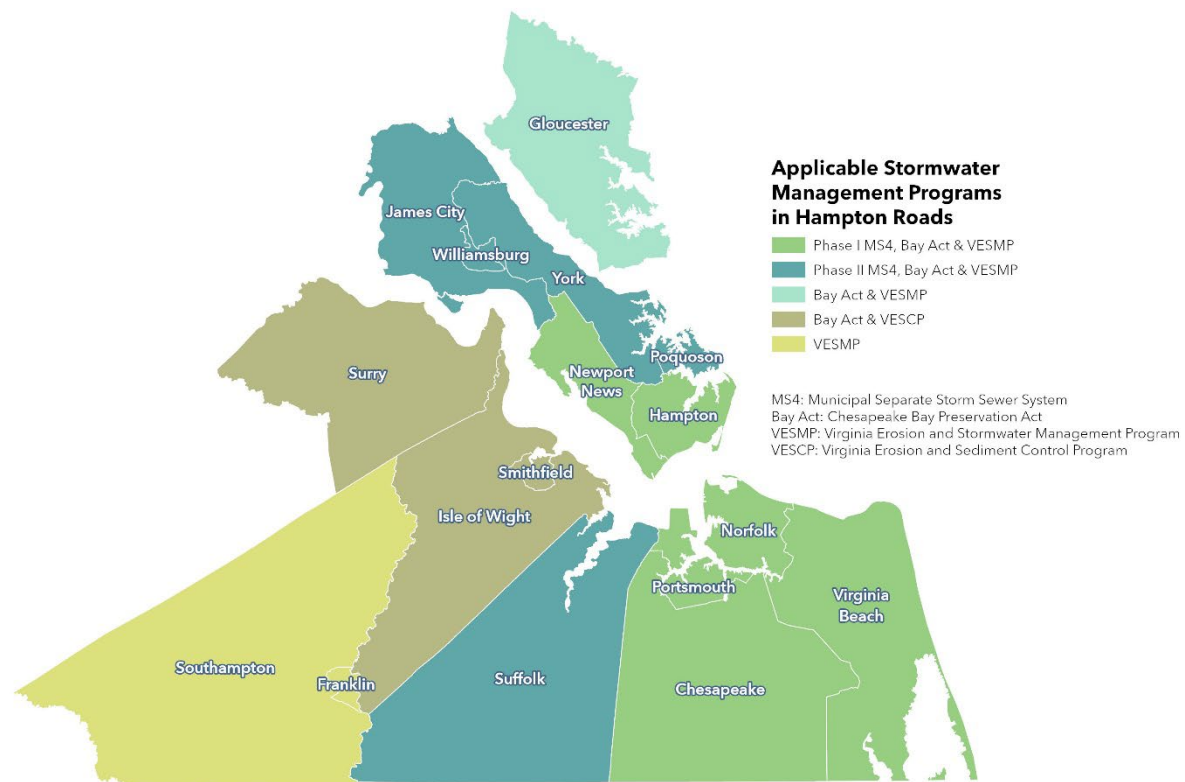 Gloucester
Applicable Stormwater
Management Programs
in Hampton Roads
Phase I MS4, Bay Act & VESMP
Phase II MS4, Bay Act & VESMP
Bay Act & VESMP
Bay Act & VESCP
VESMP
MS4: Municipal Separate Storm Sewer System
Bay Act: Chesapeake Bay Preservation Act
VESMP: Virginia Erosion and Stormwater Management Program
VESCP: Virginia Erosion and Sediment Control Program
James City
Williamsburg
York
Poquoson
Newport
News
Hampton
Surry
Smithfield
Isle of Wight
Norfolk
Portsmouth
Virginia
Beach
Southampton
Franklin
Suffolk
Chesapeake